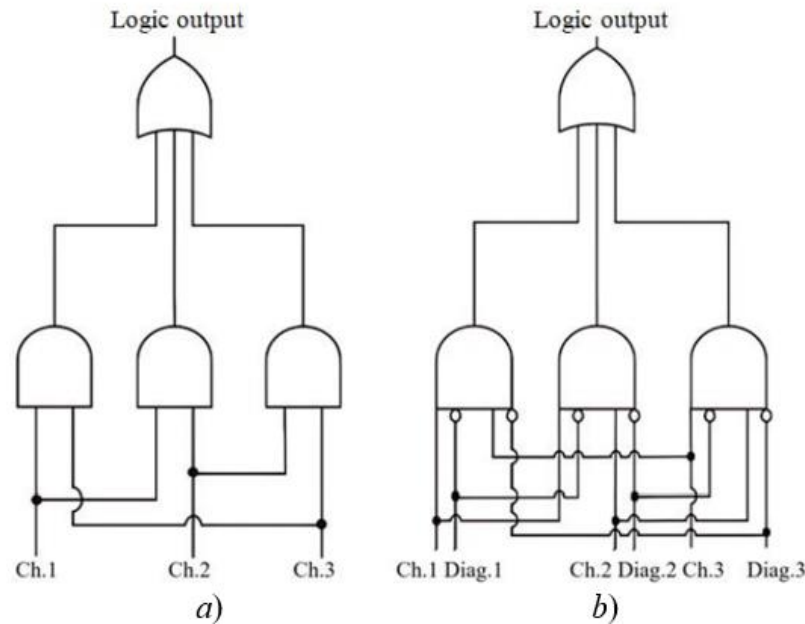 Logic output Logic output
Ch.1 Ch.2 Ch.3 Ch.1 Diag.1 Ch.2 Diag.2 Ch.3 Diag.3
a) b)